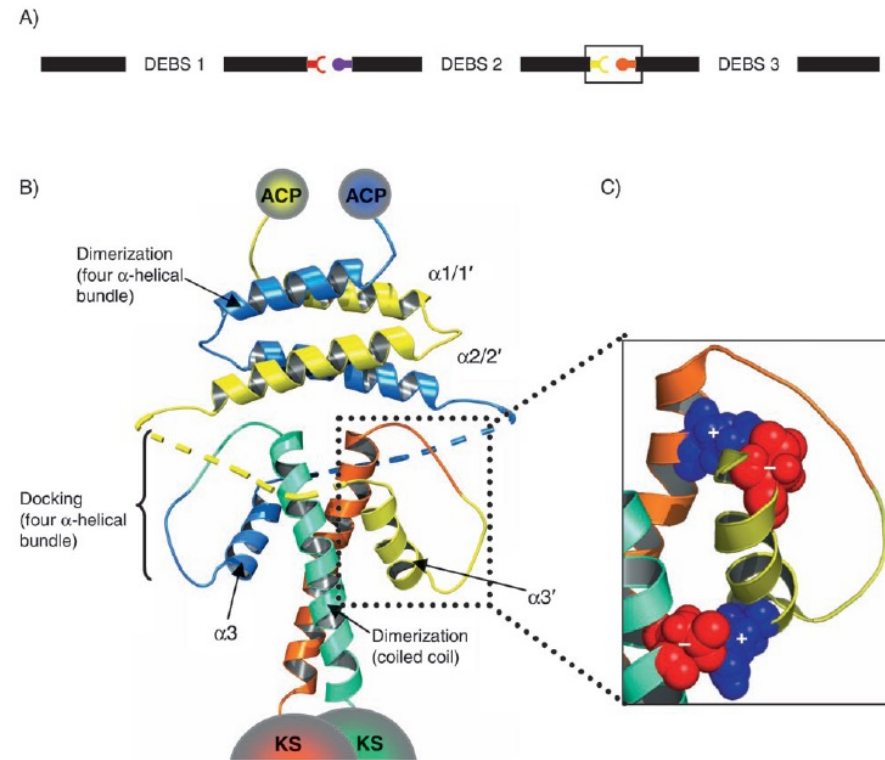 A)
DEBS 1 DEBS 2 DEBS 3
B)
C)
ACP ACP
Dimerization
(four α-helical
bundle)
α1/1′
α2/2′
Docking
(four α-helical
bundle)
α3
α3′
Dimerization
(coiled coil)
KS KS
+
−
−
+